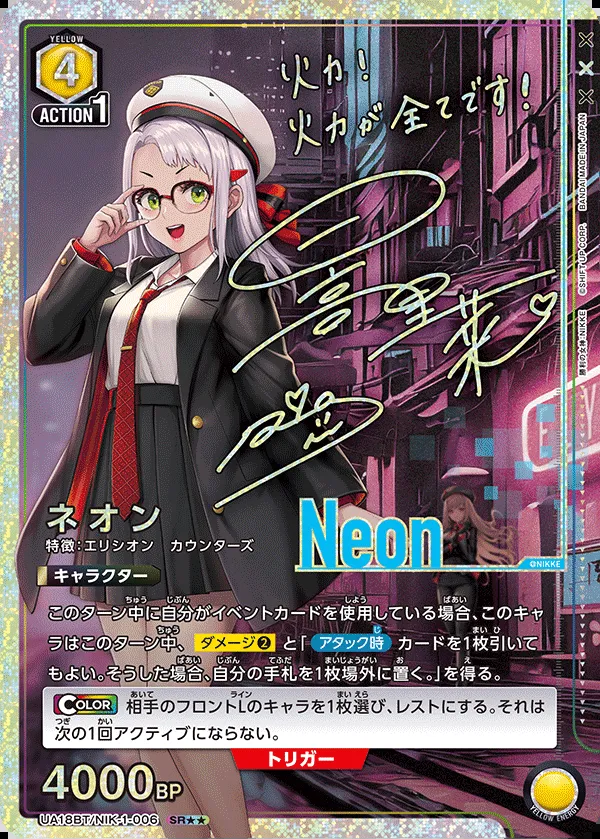 YELLOW
4
ACTION 1
火力!
火力が全てです!
BANDAI MADE IN JAPAN
©SHIFT UP CORP.
勝利の女神:NIKKE
ネオン
Neon
©NIKKE
特徴:エリシオン カウンターズ
キャラクター
このターン中に自分がイベントカードを使用している場合、このキャ
ラはこのターン中、ダメージ❷と「アタック時 カードを1枚引いて
もよい。そうした場合、自分の手札を1枚場外に置く。」を得る。
COLOR 相手のフロントLのキャラを1枚選び、レストにする。それは
次の1回アクティブにならない。
トリガー
4000BP
UA18BT/NIK-1-006 SR★★
YELLOW ENERGY